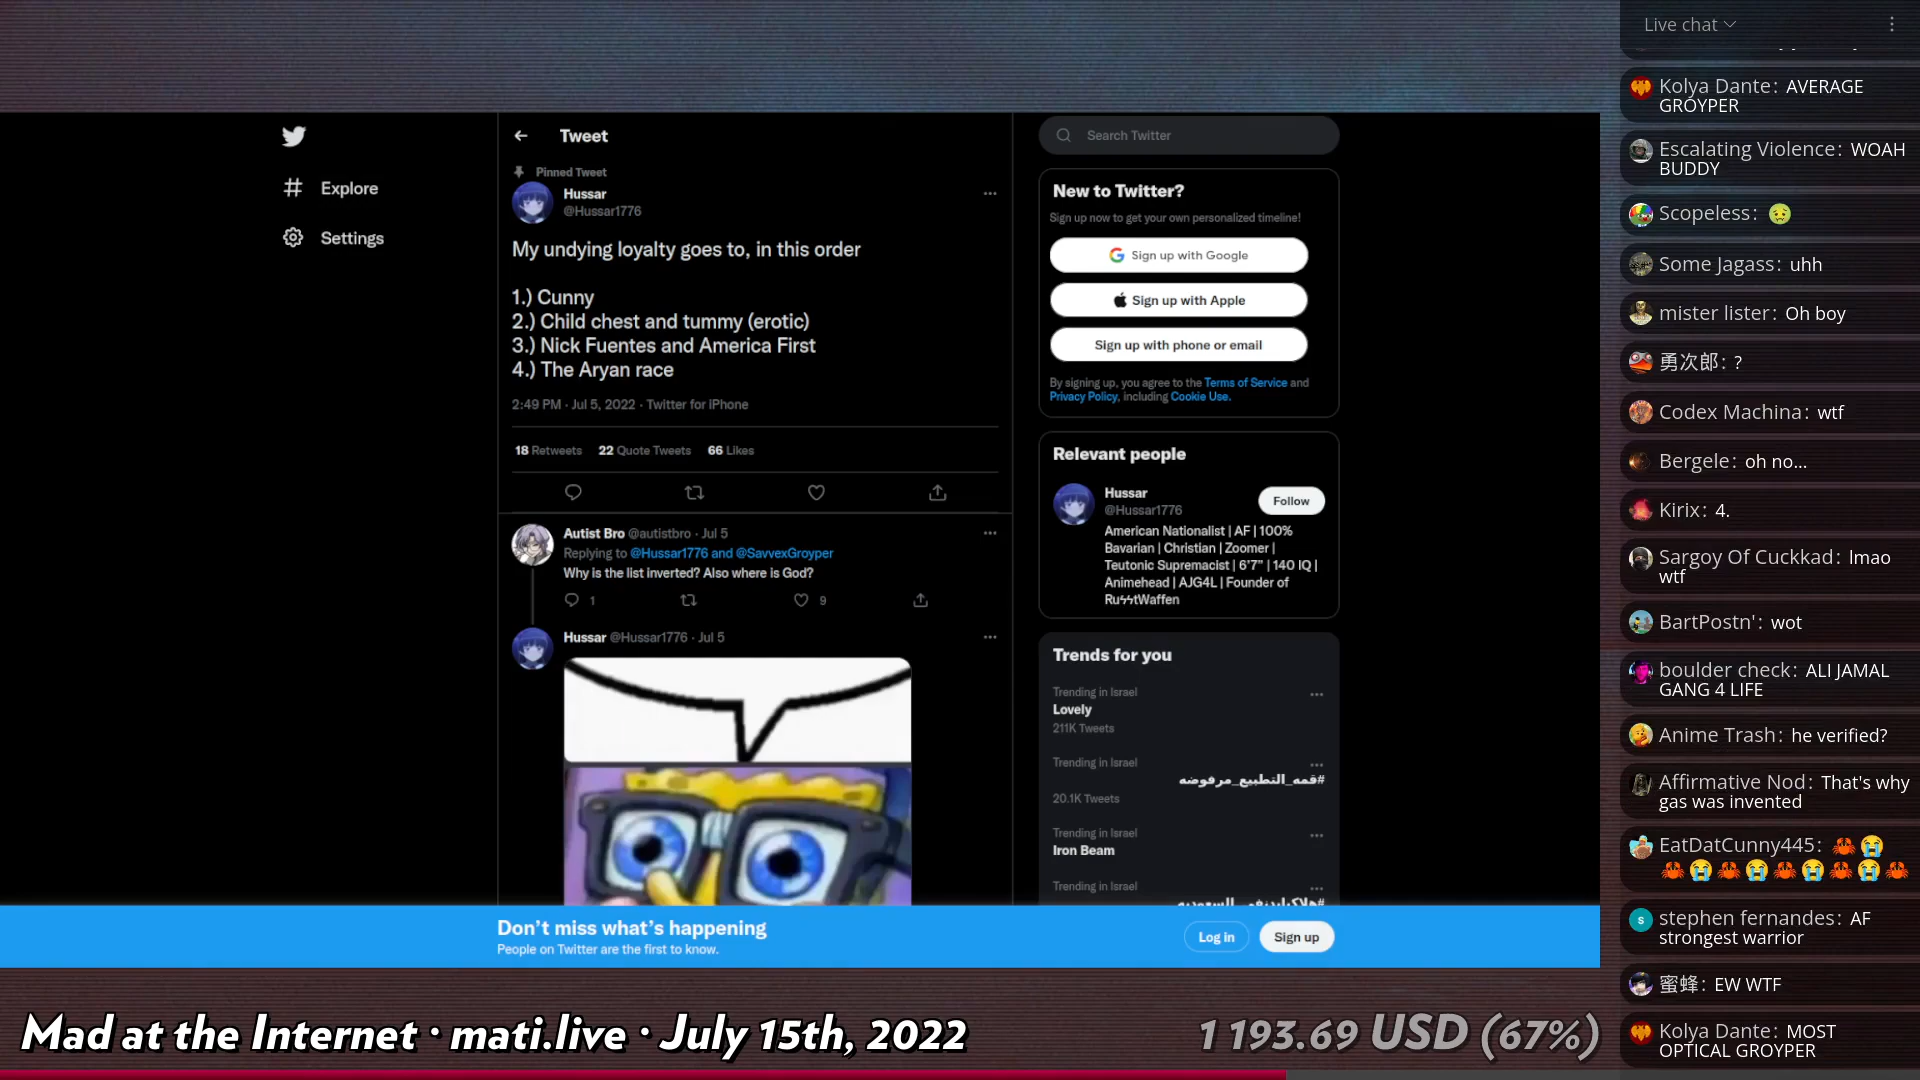 Tweet
Pinned Tweet
Hussar
@Hussar1776
My undying loyalty goes to, in this order
1.) Cunny
2.) Child chest and tummy (erotic)
3.) Nick Fuentes and America First
4.) The Aryan race
2:49 PM · Jul 5, 2022 · Twitter for iPhone
18 Retweets 22 Quote Tweets 66 Likes
Autist Bro @autistbro · Jul 5
Replying to @Hussar1776 and @SavvexGroyper
Why is the list inverted? Also where is God?
1 9
Hussar @Hussar1776 · Jul 5
Explore
Settings
Search Twitter
New to Twitter?
Sign up now to get your own personalized timeline!
Sign up with Google
Sign up with Apple
Sign up with phone or email
By signing up, you agree to the Terms of Service and
Privacy Policy, including Cookie Use.
Relevant people
Hussar
@Hussar1776
Follow
American Nationalist | AF | 100%
Bavarian | Christian | Zoomer |
Teutonic Supremacist | 6'7" | 140 IQ |
Animehead | AJG4L | Founder of
RuϟϟtWaffen
Trends for you
Trending in Israel
Lovely
211K Tweets
Trending in Israel
#قمه_التطبيع_مرفوضه
20.1K Tweets
Trending in Israel
Iron Beam
Trending in Israel
Don't miss what's happening
People on Twitter are the first to know.
Log in
Sign up
Live chat
Kolya Dante: AVERAGE
GROYPER
Escalating Violence: WOAH
BUDDY
Scopeless: 🤢
Some Jagass: uhh
mister lister: Oh boy
勇次郎: ?
Codex Machina: wtf
Bergele: oh no...
Kirix: 4.
Sargoy Of Cuckkad: lmao
wtf
BartPostn': wot
boulder check: ALI JAMAL
GANG 4 LIFE
Anime Trash: he verified?
Affirmative Nod: That's why
gas was invented
EatDatCunny445: 🦀😭
🦀😭🦀😭🦀😭🦀😭🦀
s stephen fernandes: AF
strongest warrior
蜜蜂: EW WTF
Kolya Dante: MOST
OPTICAL GROYPER
Mad at the Internet · mati.live · July 15th, 2022
1 193.69 USD (67%)